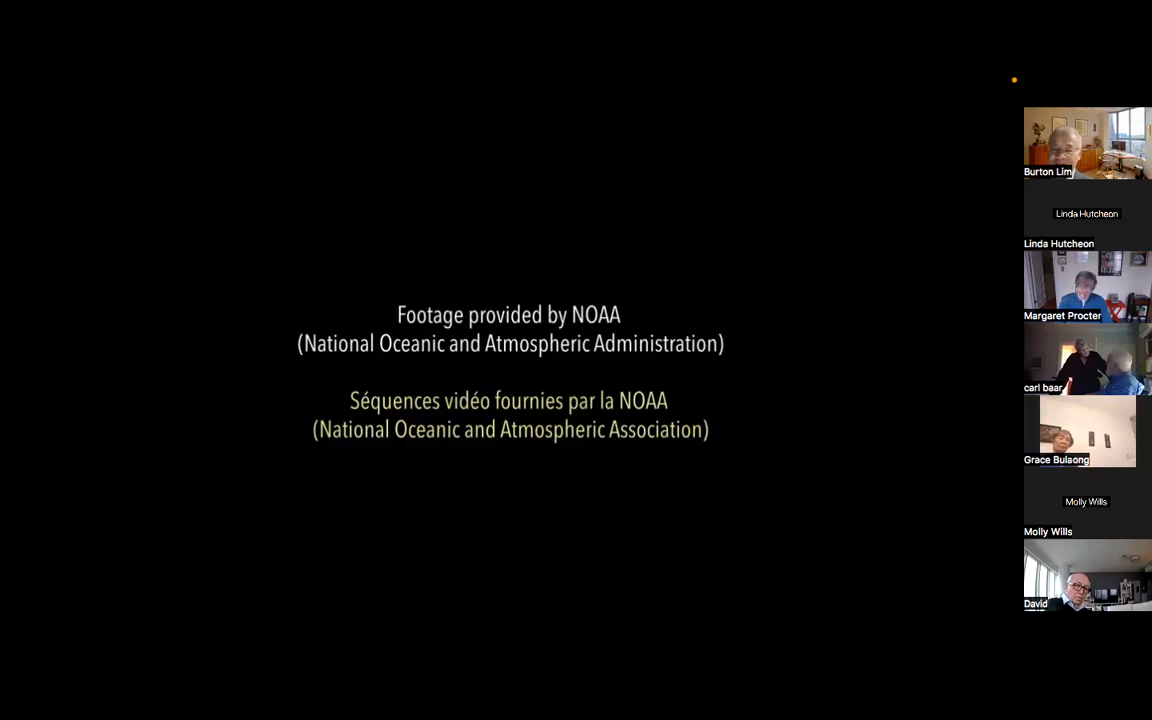 Footage provided by NOAA
(National Oceanic and Atmospheric Administration)
Séquences vidéo fournies par la NOAA
(National Oceanic and Atmospheric Association)
Burton Lim
Linda Hutcheon
Linda Hutcheon
Margaret Procter
carl baar
Grace Bulaong
Molly Wills
Molly Wills
David